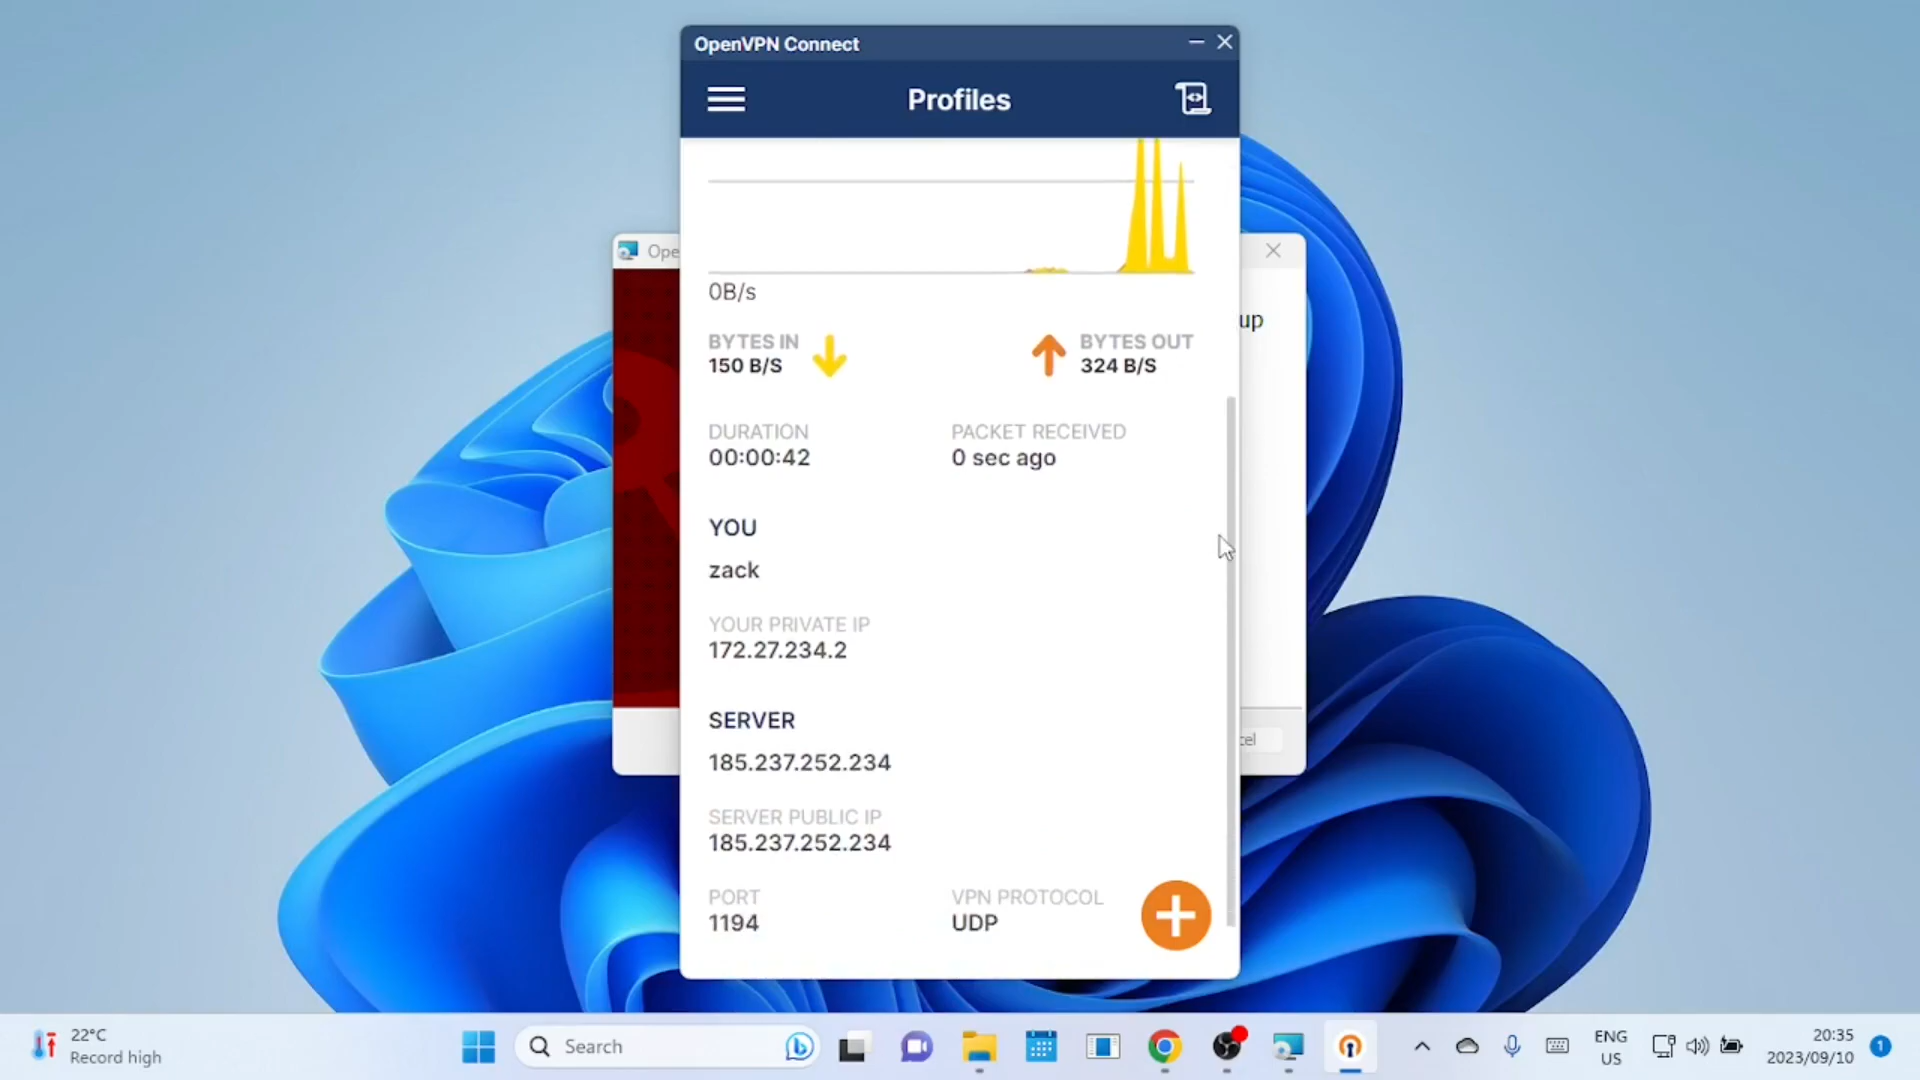 OpenVPN Connect
Profiles
Ope
up
0B/s
BYTES IN
150 B/S
BYTES OUT
324 B/S
DURATION
00:00:42
PACKET RECEIVED
0 sec ago
YOU
zack
YOUR PRIVATE IP
172.27.234.2
SERVER
cel
185.237.252.234
SERVER PUBLIC IP
185.237.252.234
PORT
1194
VPN PROTOCOL
UDP
22°C
Record high
Search
ENG
US
20:35
2023/09/10
1